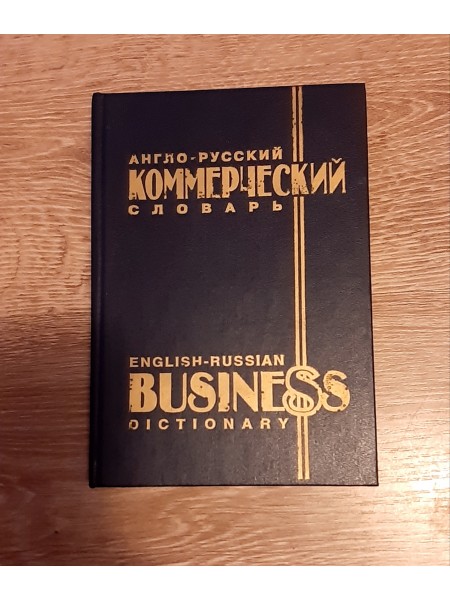 АНГЛО-РУССКИЙ
КОММЕРЧЕСКИЙ
СЛОВАРЬ
ENGLISH-RUSSIAN
BUSINESS
DICTIONARY